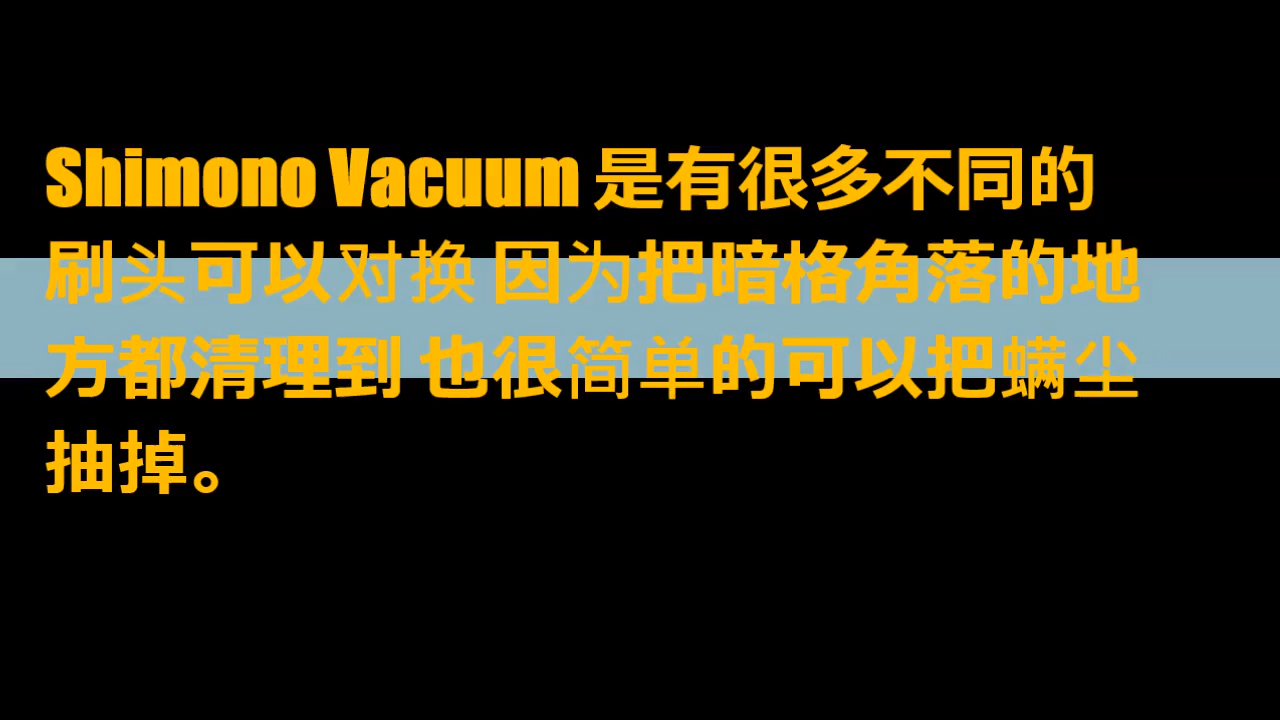 Shimono Vacuum 是有很多不同的
刷头可以对换 因为把暗格角落的地
方都清理到 也很简单的可以把螨尘
抽掉。